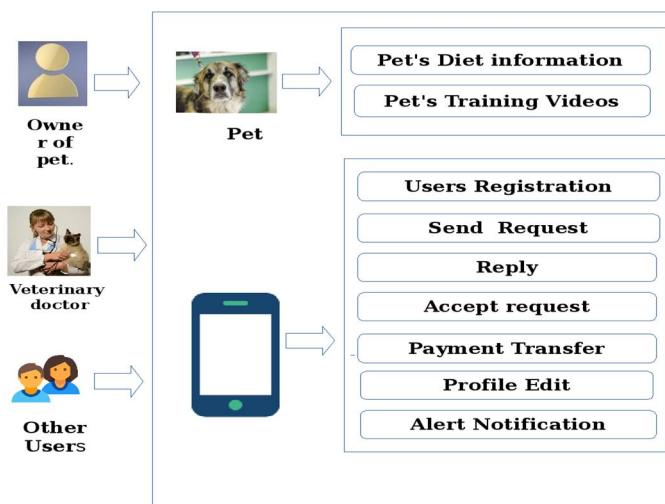 Owne
r of
pet.
Pet
Pet's Diet information
Pet's Training Videos
Veterinary
doctor
Other
Users
Users Registration
Send Request
Reply
Accept request
Payment Transfer
Profile Edit
Alert Notification